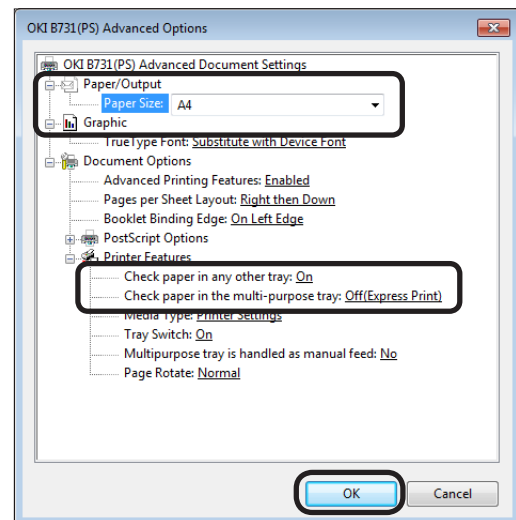 OKI B731(PS) Advanced Options
OKI B731(PS) Advanced Document Settings
Paper/Output
Paper Size: A4
Graphic
TrueType Font: Substitute with Device Font
Document Options
Advanced Printing Features: Enabled
Pages per Sheet Layout: Right then Down
Booklet Binding Edge: On Left Edge
PostScript Options
Printer Features
Check paper in any other tray: On
Check paper in the multi-purpose tray: Off(Express Print)
Media Type: Printer Settings
Tray Switch: On
Multipurpose tray is handled as manual feed: No
Page Rotate: Normal
OK Cancel